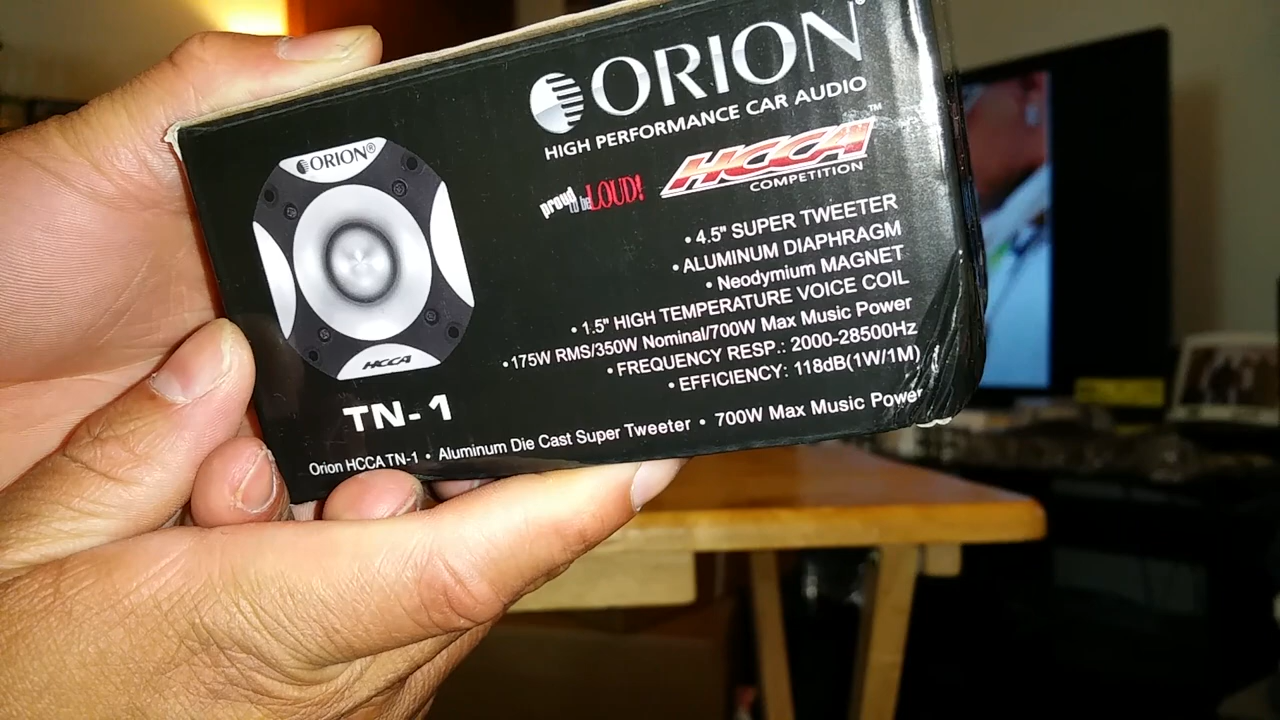 ORION®
HIGH PERFORMANCE CAR AUDIO
ORION®
proud to be LOUD!
HCCA™
COMPETITION
• 4.5" SUPER TWEETER
• ALUMINUM DIAPHRAGM
• Neodymium MAGNET
• 1.5" HIGH TEMPERATURE VOICE COIL
• 175W RMS/350W Nominal/700W Max Music Power
• FREQUENCY RESP.: 2000-28500Hz
• EFFICIENCY: 118dB(1W/1M)
HCCA
TN-1
Orion HCCA TN-1 • Aluminum Die Cast Super Tweeter • 700W Max Music Power